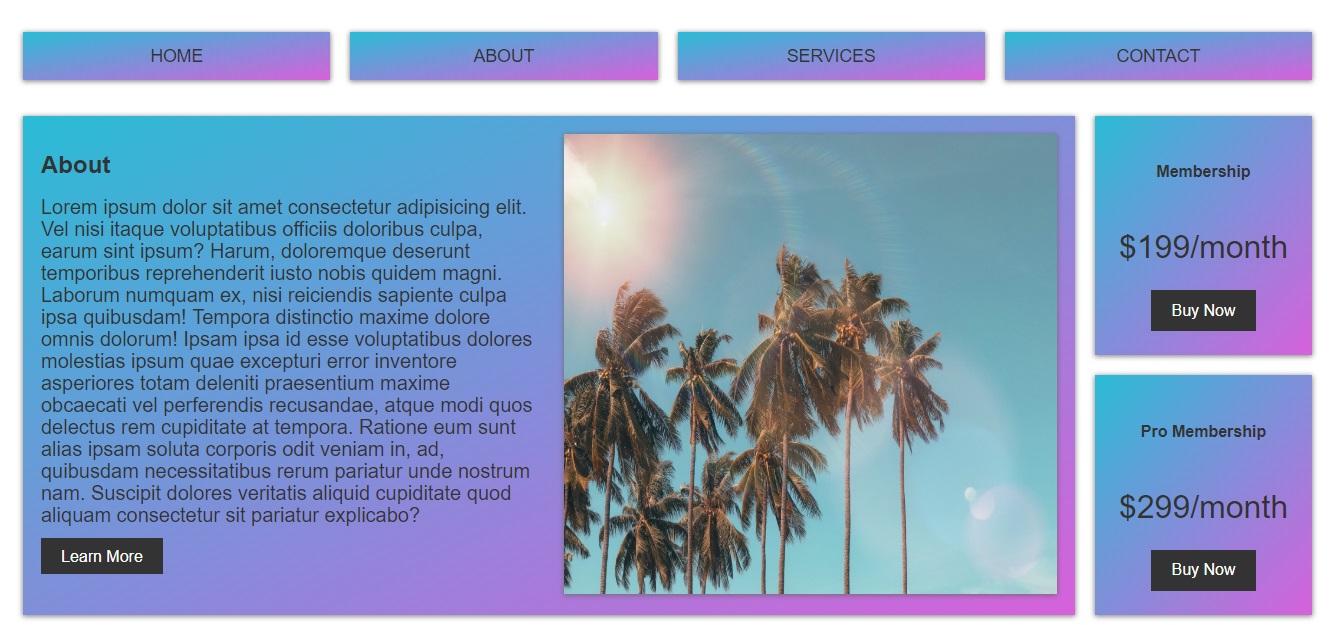 HOME
ABOUT
SERVICES
CONTACT
About
Lorem ipsum dolor sit amet consectetur adipisicing elit.
Vel nisi itaque voluptatibus officiis doloribus culpa,
earum sint ipsum? Harum, doloremque deserunt
temporibus reprehenderit iusto nobis quidem magni.
Laborum numquam ex, nisi reiciendis sapiente culpa
ipsa quibusdam! Tempora distinctio maxime dolore
omnis dolorum! Ipsam ipsa id esse voluptatibus dolores
molestias ipsum quae excepturi error inventore
asperiores totam deleniti praesentium maxime
obcaecati vel perferendis recusandae, atque modi quos
delectus rem cupiditate at tempora. Ratione eum sunt
alias ipsam soluta corporis odit veniam in, ad,
quibusdam necessitatibus rerum pariatur unde nostrum
nam. Suscipit dolores veritatis aliquid cupiditate quod
aliquam consectetur sit pariatur explicabo?
Learn More
Membership
$199/month
Buy Now
Pro Membership
$299/month
Buy Now